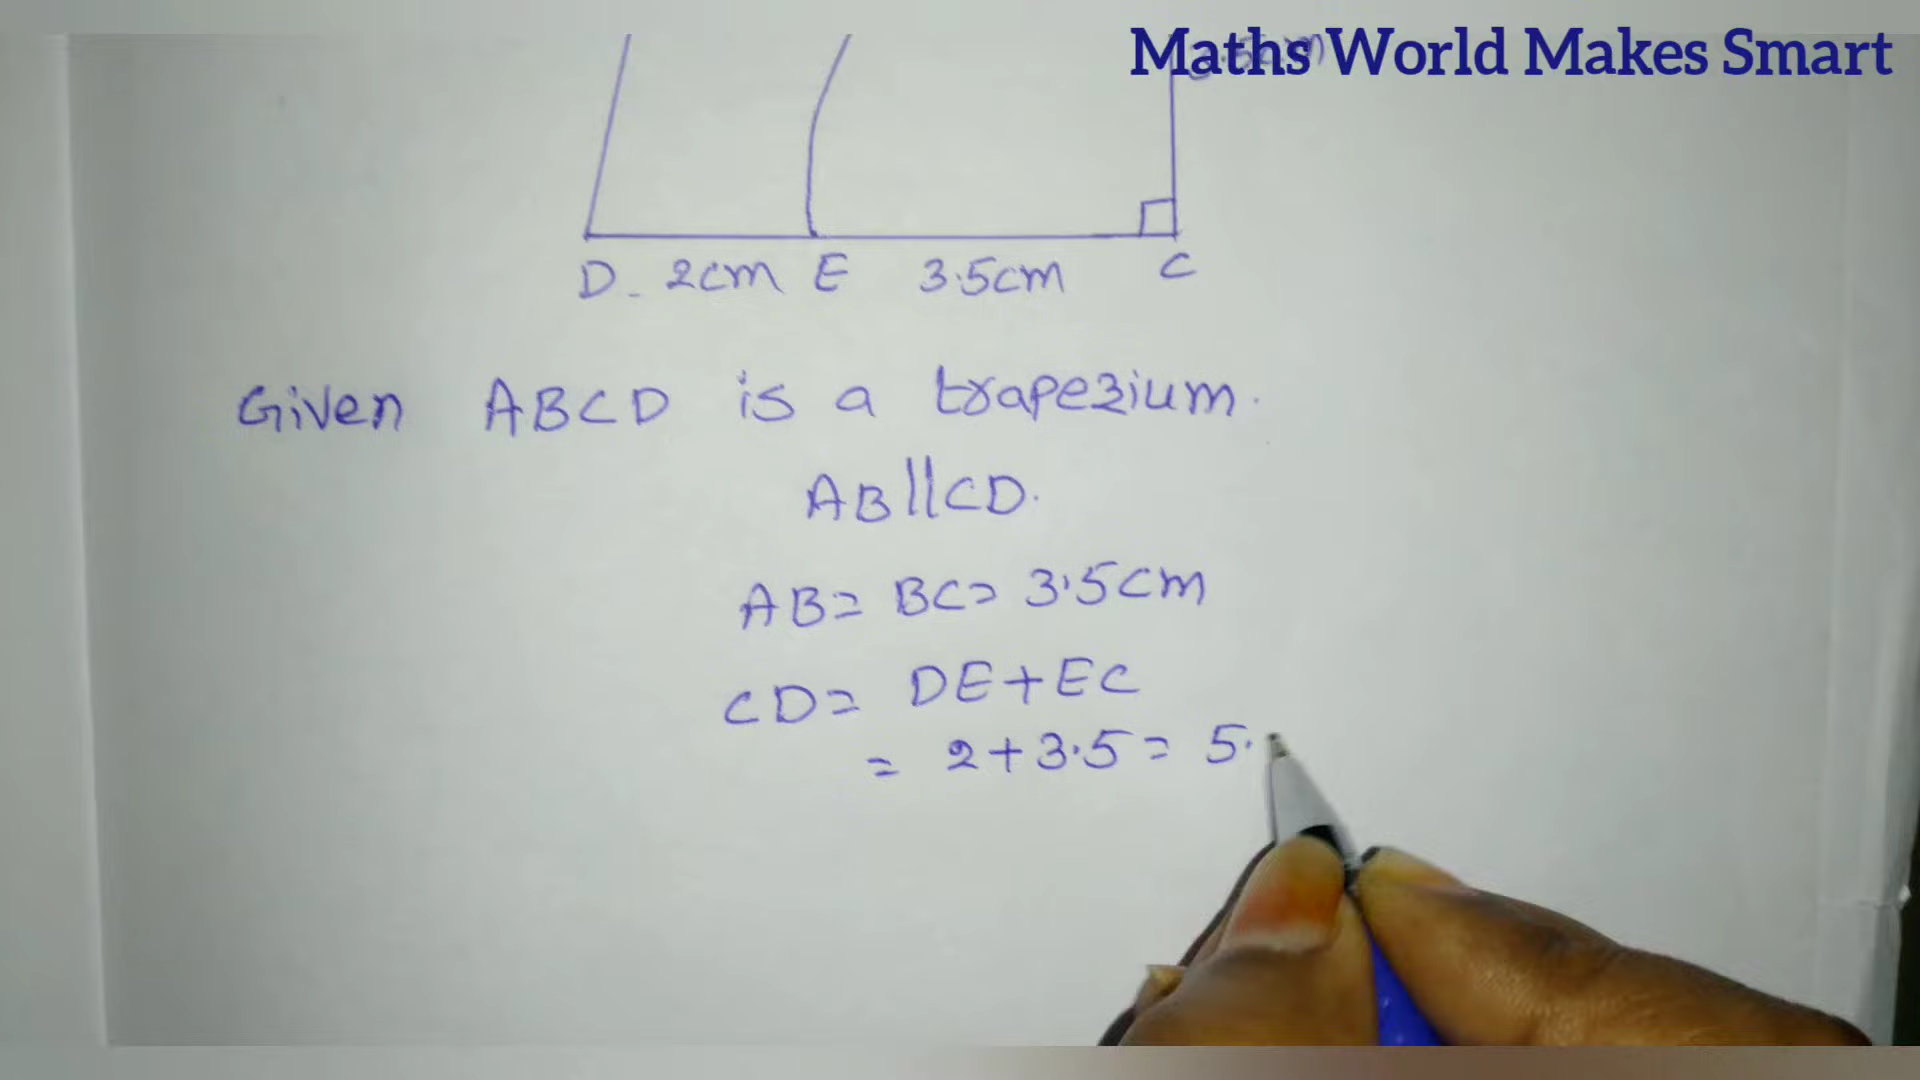 Maths World Makes Smart
D. 2cm E 3.5cm C
Given ABCD is a trapezium.
AB||CD.
AB= BC= 3.5cm
CD= DE+EC
= 2+3.5= 5.